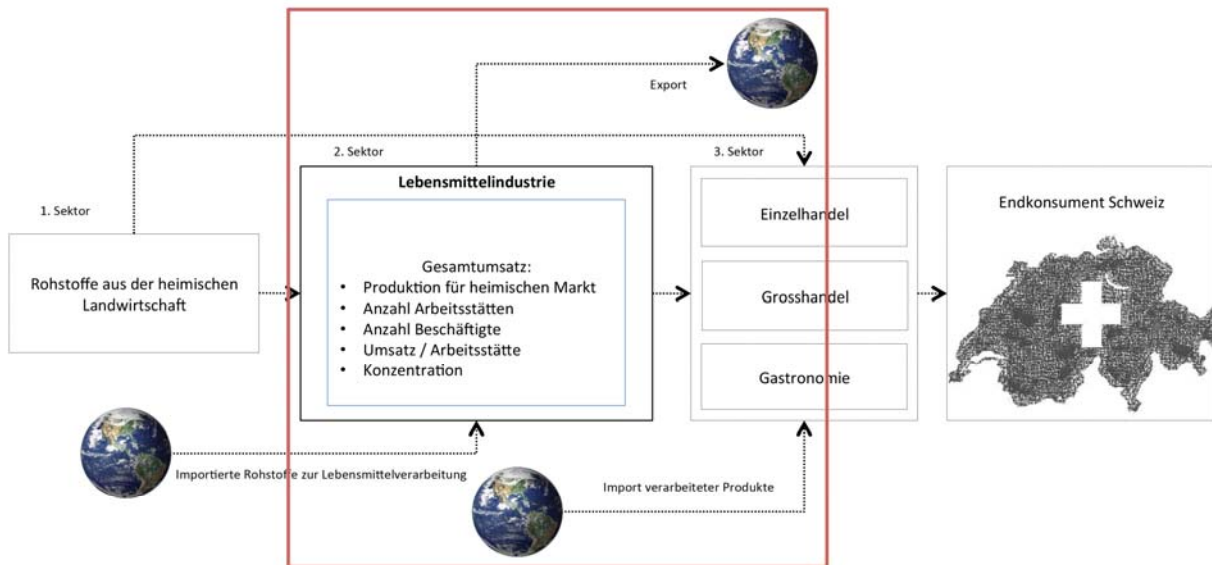 Export
2. Sektor
3. Sektor
Lebensmittelindustrie
1. Sektor
Rohstoffe aus der heimischen
Landwirtschaft
Gesamtumsatz:
• Produktion für heimischen Markt
• Anzahl Arbeitsstätten
• Anzahl Beschäftigte
• Umsatz / Arbeitsstätte
• Konzentration
Einzelhandel
Grosshandel
Gastronomie
Endkonsument Schweiz
Importierte Rohstoffe zur Lebensmittelverarbeitung
Import verarbeiteter Produkte